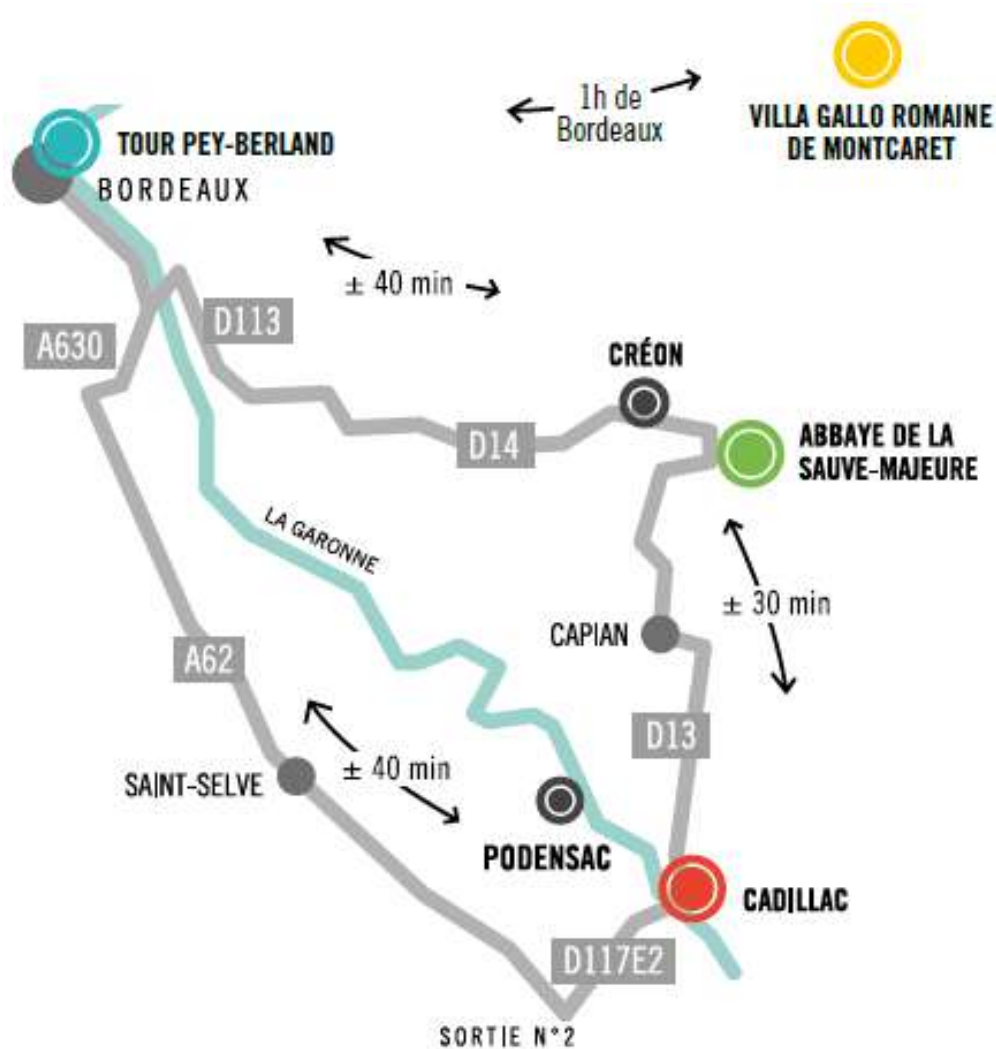 1h de
Bordeaux
VILLA GALLO ROMAINE
DE MONTCARET
TOUR PEY-BERLAND
BORDEAUX
± 40 min
D113
A630
CRÉON
D14
ABBAYE DE LA
SAUVE-MAJEURE
LA GARONNE
± 30 min
CAPIAN
A62
D13
± 40 min
SAINT-SELVE
PODENSAC
CADILLAC
D117E2
SORTIE N°2